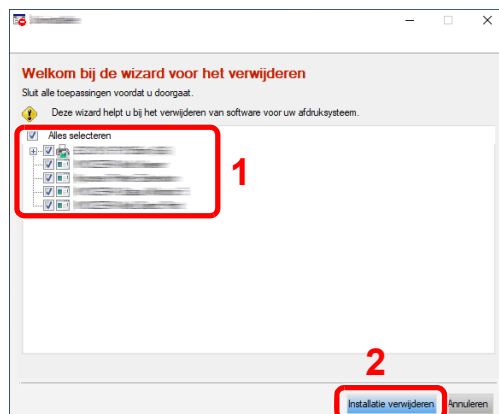 Welkom bij de wizard voor het verwijderen
Sluit alle toepassingen voordat u doorgaat.
Deze wizard helpt u bij het verwijderen van software voor uw afdruksysteem.
Alles selecteren
1
2
Installatie verwijderen
Annuleren